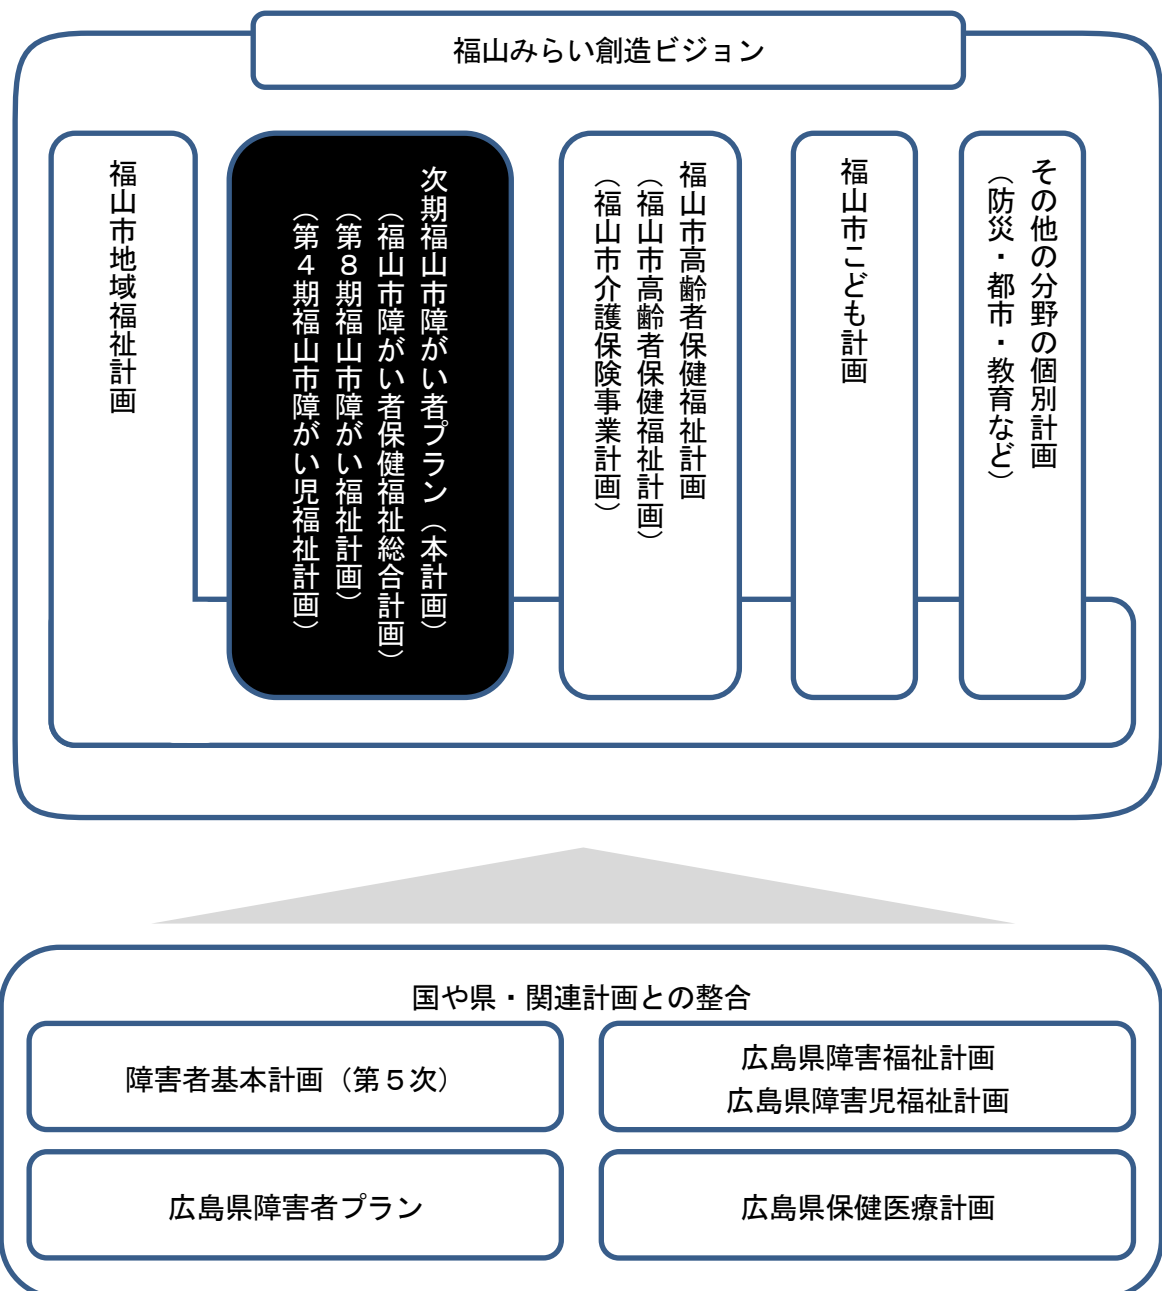 福山みらい創造ビジョン
福山市地域福祉計画
次期福山市障がい者プラン（本計画）
（福山市障がい者保健福祉総合計画）
（第８期福山市障がい福祉計画）
（第４期福山市障がい児福祉計画）
福山市高齢者保健福祉計画
（福山市高齢者保健福祉計画）
（福山市介護保険事業計画）
福山市こども計画
その他の分野の個別計画
（防災・都市・教育など）
国や県・関連計画との整合
障害者基本計画（第５次）
広島県障害福祉計画
広島県障害児福祉計画
広島県障害者プラン
広島県保健医療計画